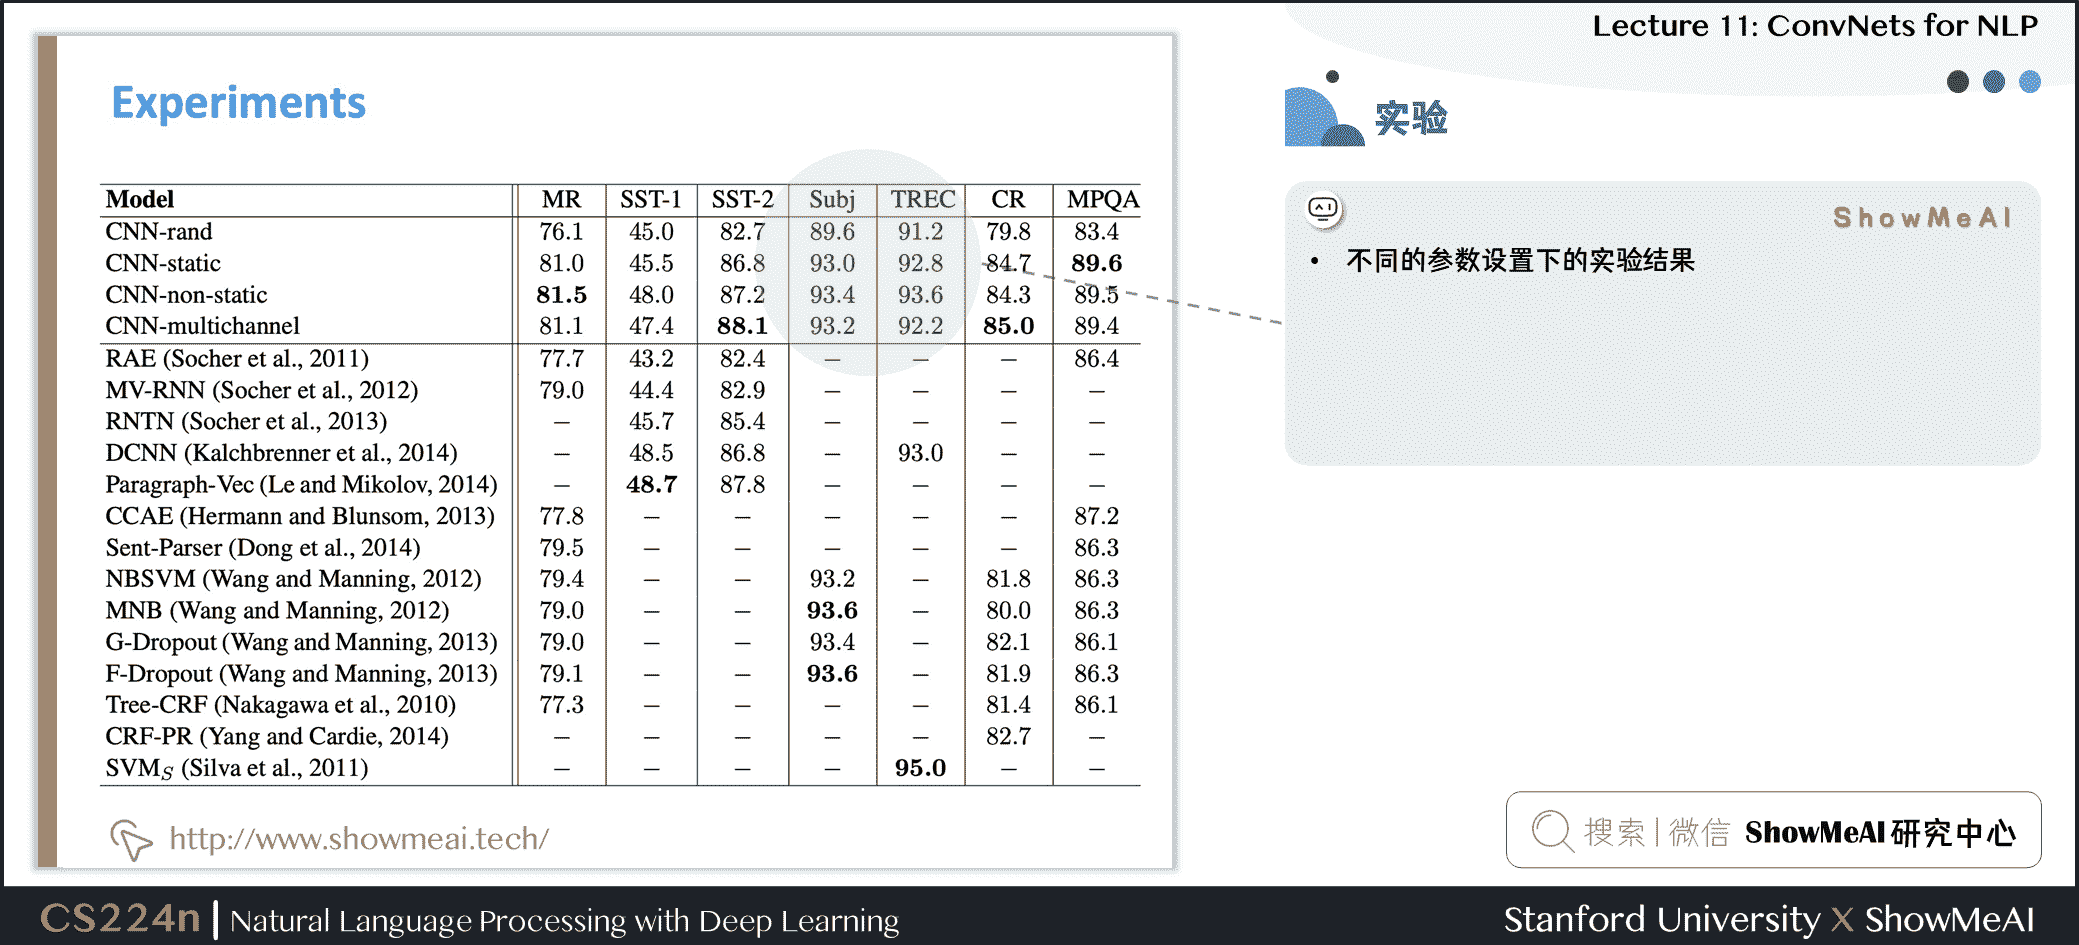 Lecture 11: ConvNets for NLP
Experiments
Model MR SST-1 SST-2 Subj TREC CR MPQA
CNN-rand 76.1 45.0 82.7 89.6 91.2 79.8 83.4
CNN-static 81.0 45.5 86.8 93.0 92.8 84.7 89.6
CNN-non-static 81.5 48.0 87.2 93.4 93.6 84.3 89.5
CNN-multichannel 81.1 47.4 88.1 93.2 92.2 85.0 89.4
RAE (Socher et al., 2011) 77.7 43.2 82.4 – – – 86.4
MV-RNN (Socher et al., 2012) 79.0 44.4 82.9 – – – –
RNTN (Socher et al., 2013) – 45.7 85.4 – – – –
DCNN (Kalchbrenner et al., 2014) – 48.5 86.8 – 93.0 – –
Paragraph-Vec (Le and Mikolov, 2014) – 48.7 87.8 – – – –
CCAE (Hermann and Blunsom, 2013) 77.8 – – – – – 87.2
Sent-Parser (Dong et al., 2014) 79.5 – – – – – 86.3
NBSVM (Wang and Manning, 2012) 79.4 – – 93.2 – 81.8 86.3
MNB (Wang and Manning, 2012) 79.0 – – 93.6 – 80.0 86.3
G-Dropout (Wang and Manning, 2013) 79.0 – – 93.4 – 82.1 86.1
F-Dropout (Wang and Manning, 2013) 79.1 – – 93.6 – 81.9 86.3
Tree-CRF (Nakagawa et al., 2010) 77.3 – – – – 81.4 86.1
CRF-PR (Yang and Cardie, 2014) – – – – – 82.7 –
SVMS (Silva et al., 2011) – – – – 95.0 – –
http://www.showmeai.tech/
实验
ShowMeAI
• 不同的参数设置下的实验结果
搜索|微信 ShowMeAI 研究中心
CS224n | Natural Language Processing with Deep Learning
Stanford University X ShowMeAI